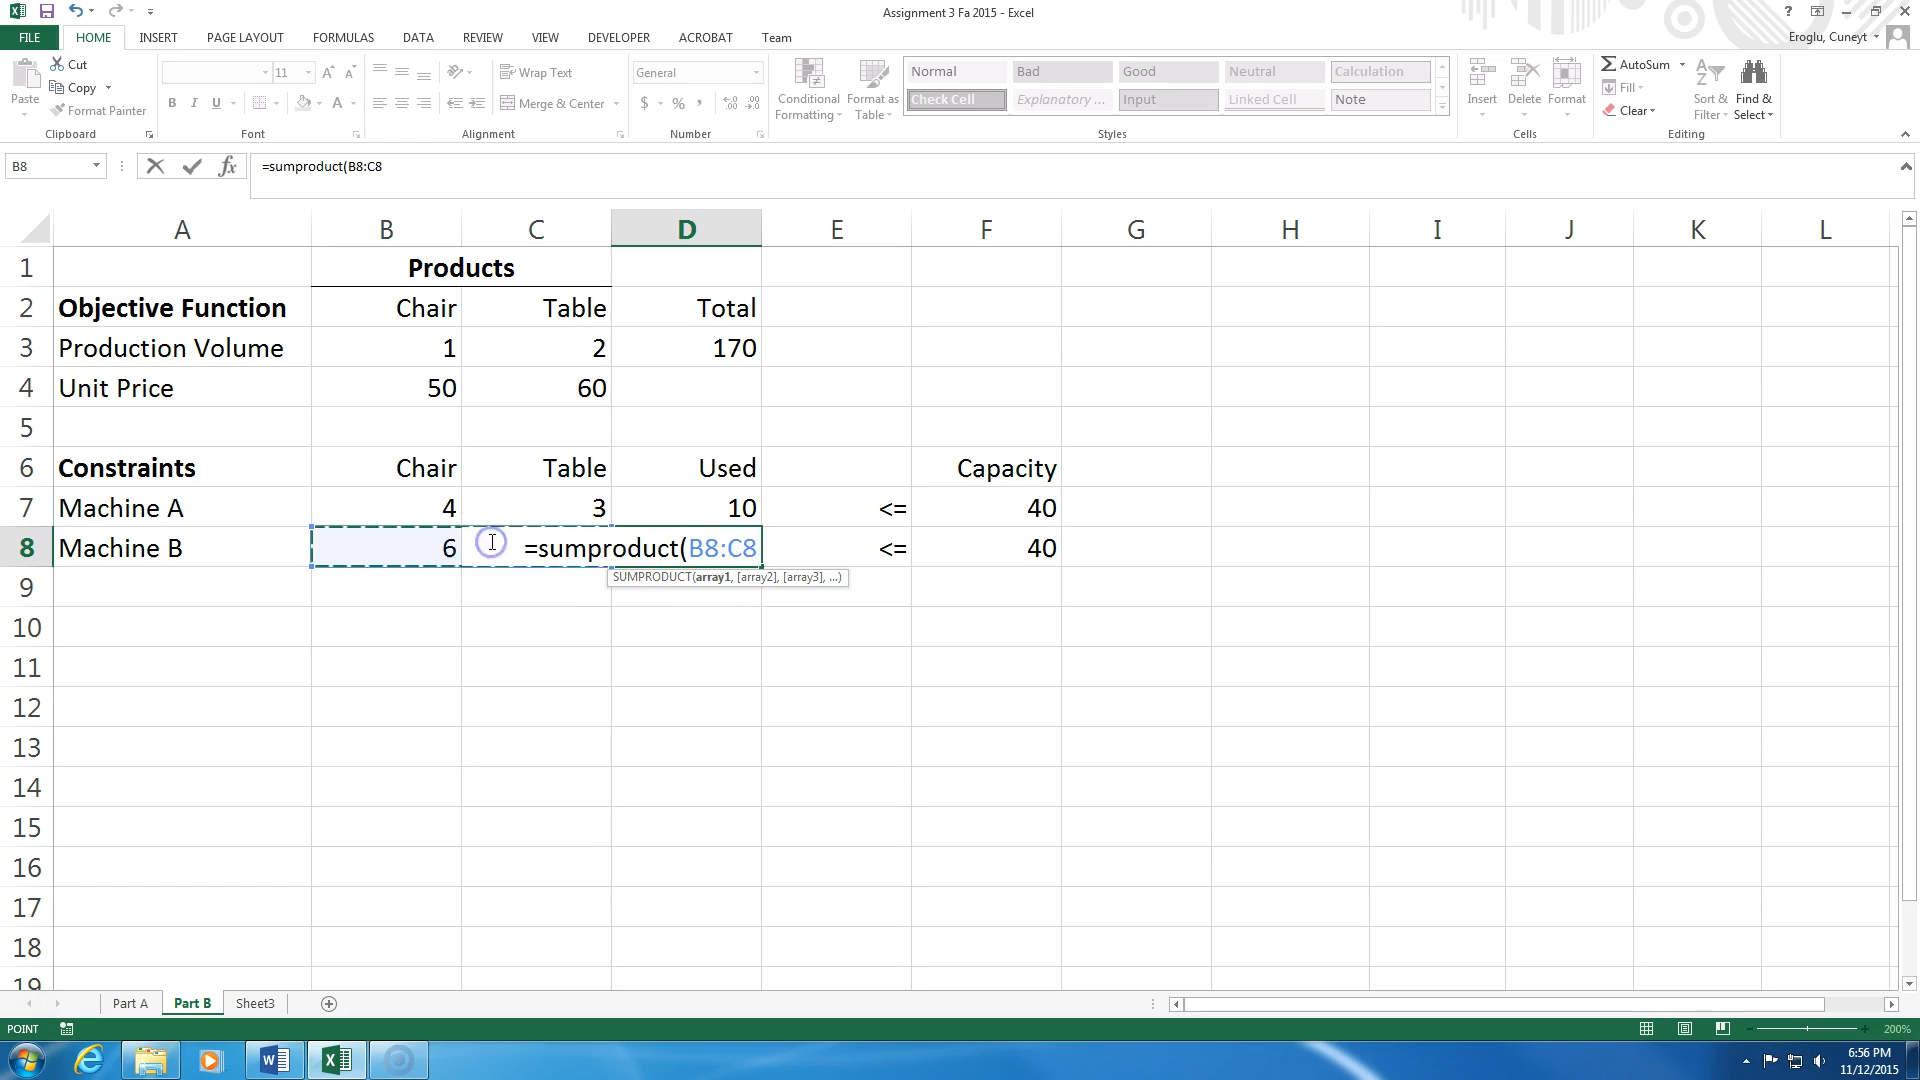 Assignment 3 Fa 2015 - Excel
FILE HOME INSERT PAGE LAYOUT FORMULAS DATA REVIEW VIEW DEVELOPER ACROBAT Team
Eroglu, Cuneyt
Cut
Copy
Format Painter
Paste
Clipboard
11
B I U
Font
Wrap Text
Merge & Center
Alignment
General
$ % ,
Number
Conditional Formatting
Format as Table
Normal Bad Good Neutral Calculation
Check Cell Explanatory ... Input Linked Cell Note
Styles
Insert Delete Format
Cells
AutoSum
Fill
Clear
Sort & Filter
Find & Select
Editing
B8 fx =sumproduct(B8:C8
A B C D E F G H I J K L
1 Products
2 Objective Function Chair Table Total
3 Production Volume 1 2 170
4 Unit Price 50 60
5
6 Constraints Chair Table Used Capacity
7 Machine A 4 3 10 <= 40
8 Machine B 6 =sumproduct(B8:C8 <= 40
SUMPRODUCT(array1, [array2], [array3], ...)
9
10
11
12
13
14
15
16
17
18
19
Part A Part B Sheet3
POINT 200%
6:56 PM
11/12/2015